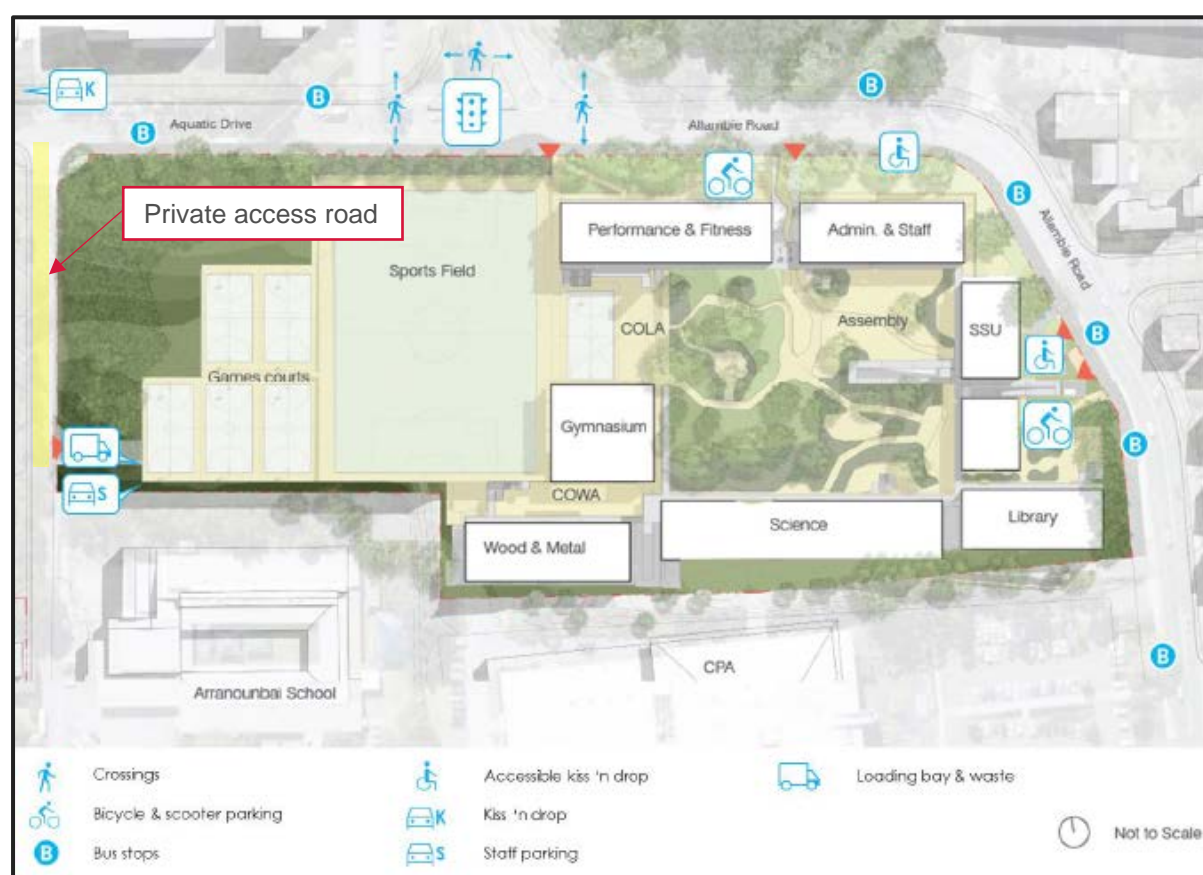 K
B
B
B
Aquatic Drive
Allambie Road
Private access road
B
Performance & Fitness
Admin. & Staff
Allambie Road
Sports Field
COLA
Assembly
SSU
B
Games courts
Gymnasium
B
S
COWA
Science
Library
Wood & Metal
CPA
B
Arranounbai School
Crossings
Accessible kiss 'n drop
Loading bay & waste
Bicycle & scooter parking
K
Kiss 'n drop
B
Bus stops
S
Staff parking
Not to Scale